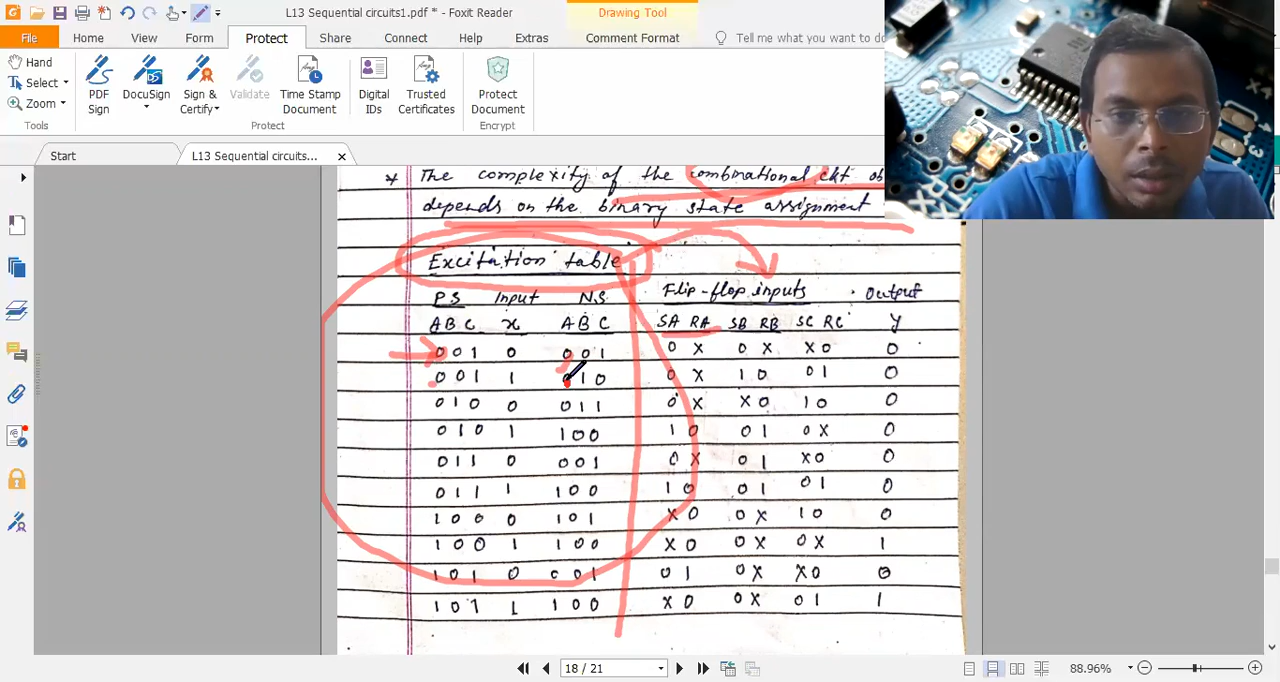 L13 Sequential circuits1.pdf * - Foxit Reader
Drawing Tool
File Home View Form Protect Share Connect Help Extras Comment Format Tell me what you want to do
Hand
Select
Zoom
Tools
PDF Sign
DocuSign
Sign & Certify
Validate
Time Stamp Document
Digital IDs
Trusted Certificates
Protect
Protect Document
Encrypt
Start
L13 Sequential circuits...
* The complexity of the combinational ckt ob
depends on the binary state assignment
Excitation table
PS Input N.S Flip-flop inputs Output
A B C x A B C SA RA SB RB SC RC y
0 0 1 0 0 0 1 0 X 0 X X 0 0
0 0 1 1 0 1 0 0 X 1 0 0 1 0
0 1 0 0 0 1 1 0 X X 0 1 0 0
0 1 0 1 1 0 0 1 0 0 1 0 X 0
0 1 1 0 0 0 1 0 X 0 1 X 0 0
0 1 1 1 1 0 0 1 0 0 1 0 1 0
1 0 0 0 1 0 1 X 0 0 X 1 0 0
1 0 0 1 1 0 0 X 0 0 X 0 X 1
1 0 1 0 0 0 1 0 1 0 X X 0 0
1 0 1 1 1 0 0 X 0 0 X 0 1 1
18 / 21
88.96%